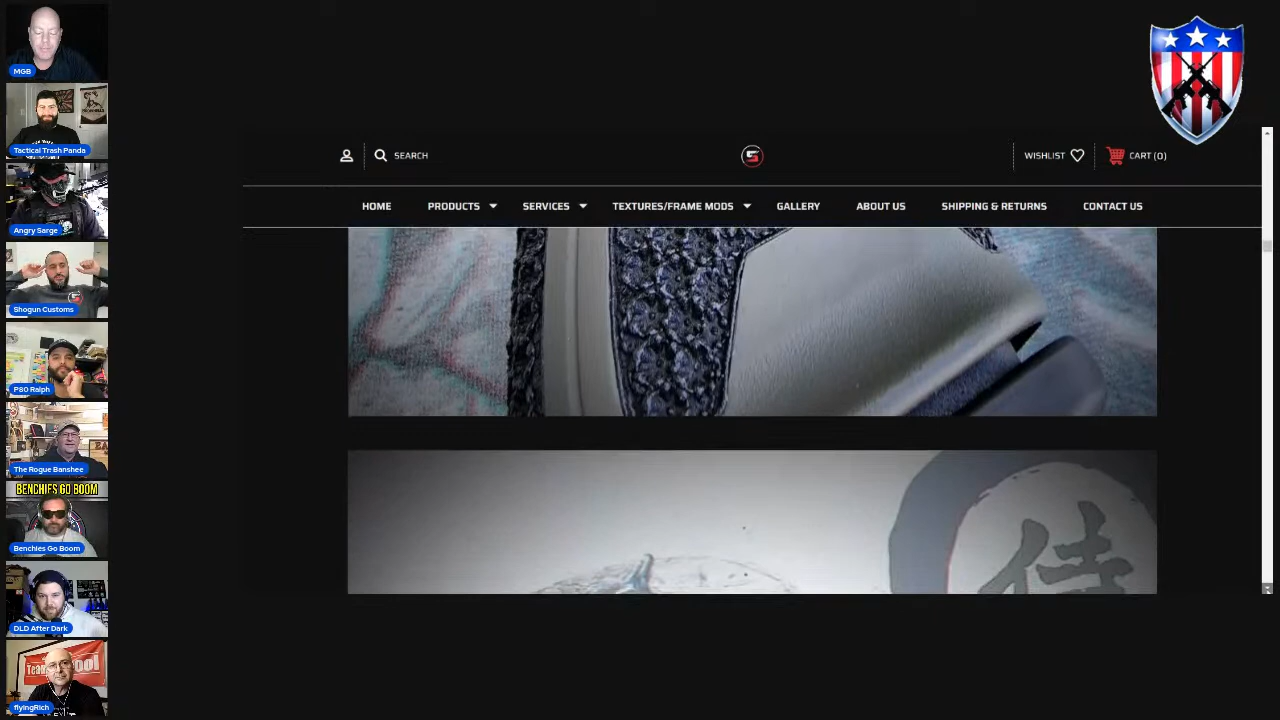 MGB
Tactical Trash Panda
Angry Sarge
Shogun Customs
P80 Ralph
The Rogue Banshee
BENCHIES GO BOOM
Benchies Go Boom
DLD After Dark
flyingRich
SEARCH
WISHLIST
CART (0)
HOME
PRODUCTS
SERVICES
TEXTURES/FRAME MODS
GALLERY
ABOUT US
SHIPPING & RETURNS
CONTACT US
侍